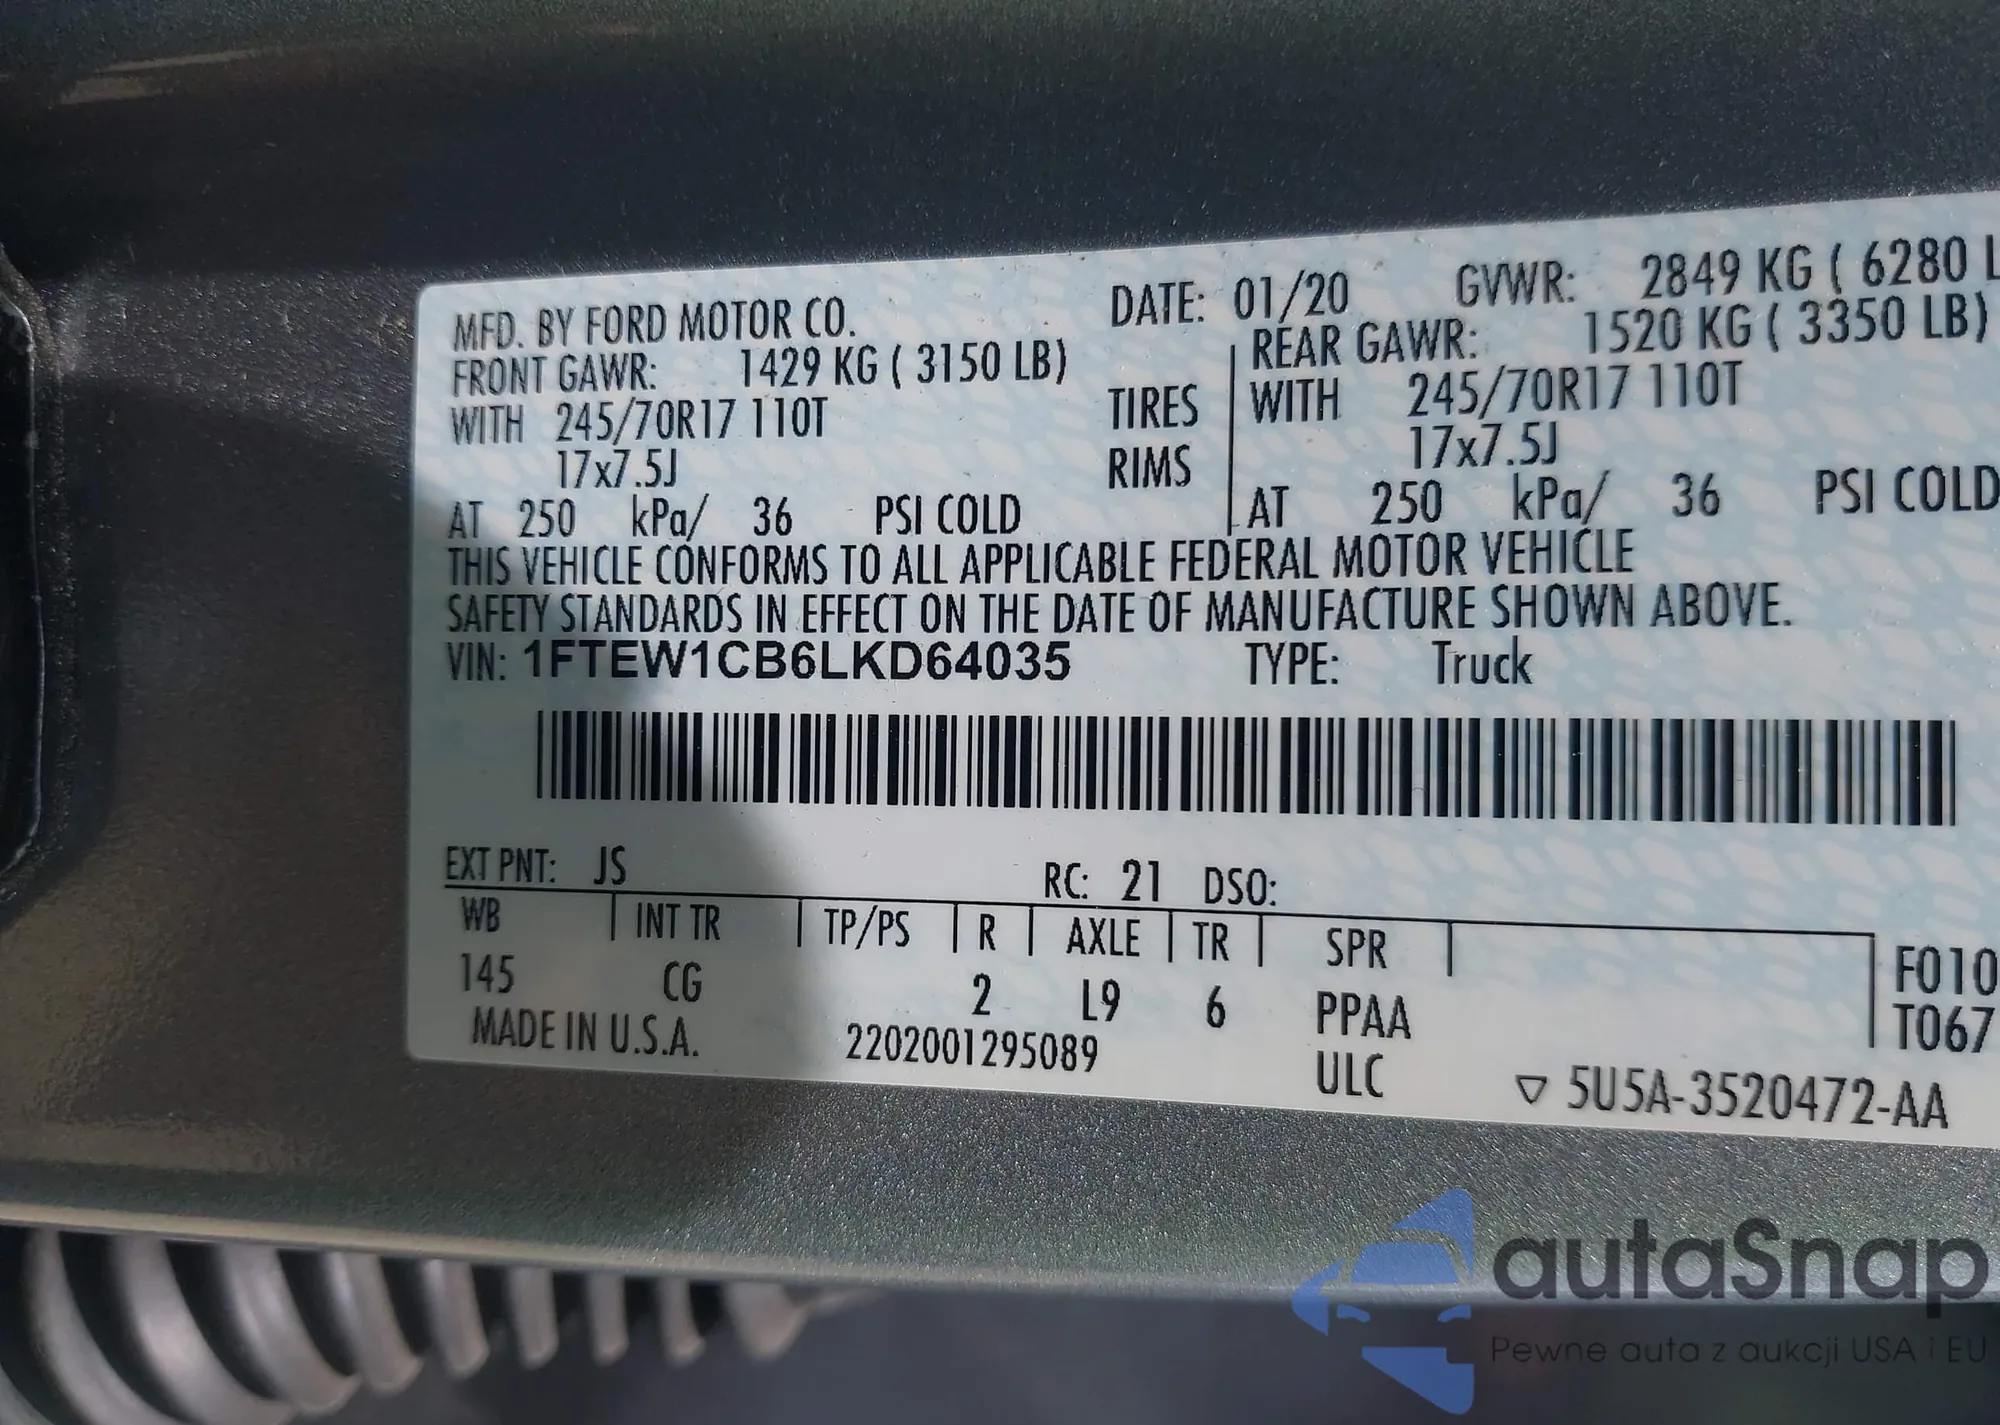 MFD. BY FORD MOTOR CO. DATE: 01/20 GVWR: 2849 KG ( 6280 L
FRONT GAWR: 1429 KG ( 3150 LB) REAR GAWR: 1520 KG ( 3350 LB)
WITH 245/70R17 110T TIRES WITH 245/70R17 110T
17x7.5J RIMS 17x7.5J
AT 250 kPa/ 36 PSI COLD AT 250 kPa/ 36 PSI COLD
THIS VEHICLE CONFORMS TO ALL APPLICABLE FEDERAL MOTOR VEHICLE
SAFETY STANDARDS IN EFFECT ON THE DATE OF MANUFACTURE SHOWN ABOVE.
VIN: 1FTEW1CB6LKD64035 TYPE: Truck
EXT PNT: JS RC: 21 DSO:
WB INT TR TP/PS R AXLE TR SPR F010
145 CG 2 L9 6 PPAA T067
MADE IN U.S.A. 2202001295089 ULC ▽ 5U5A-3520472-AA
autaSnap
Pewne auta z aukcji USA i EU